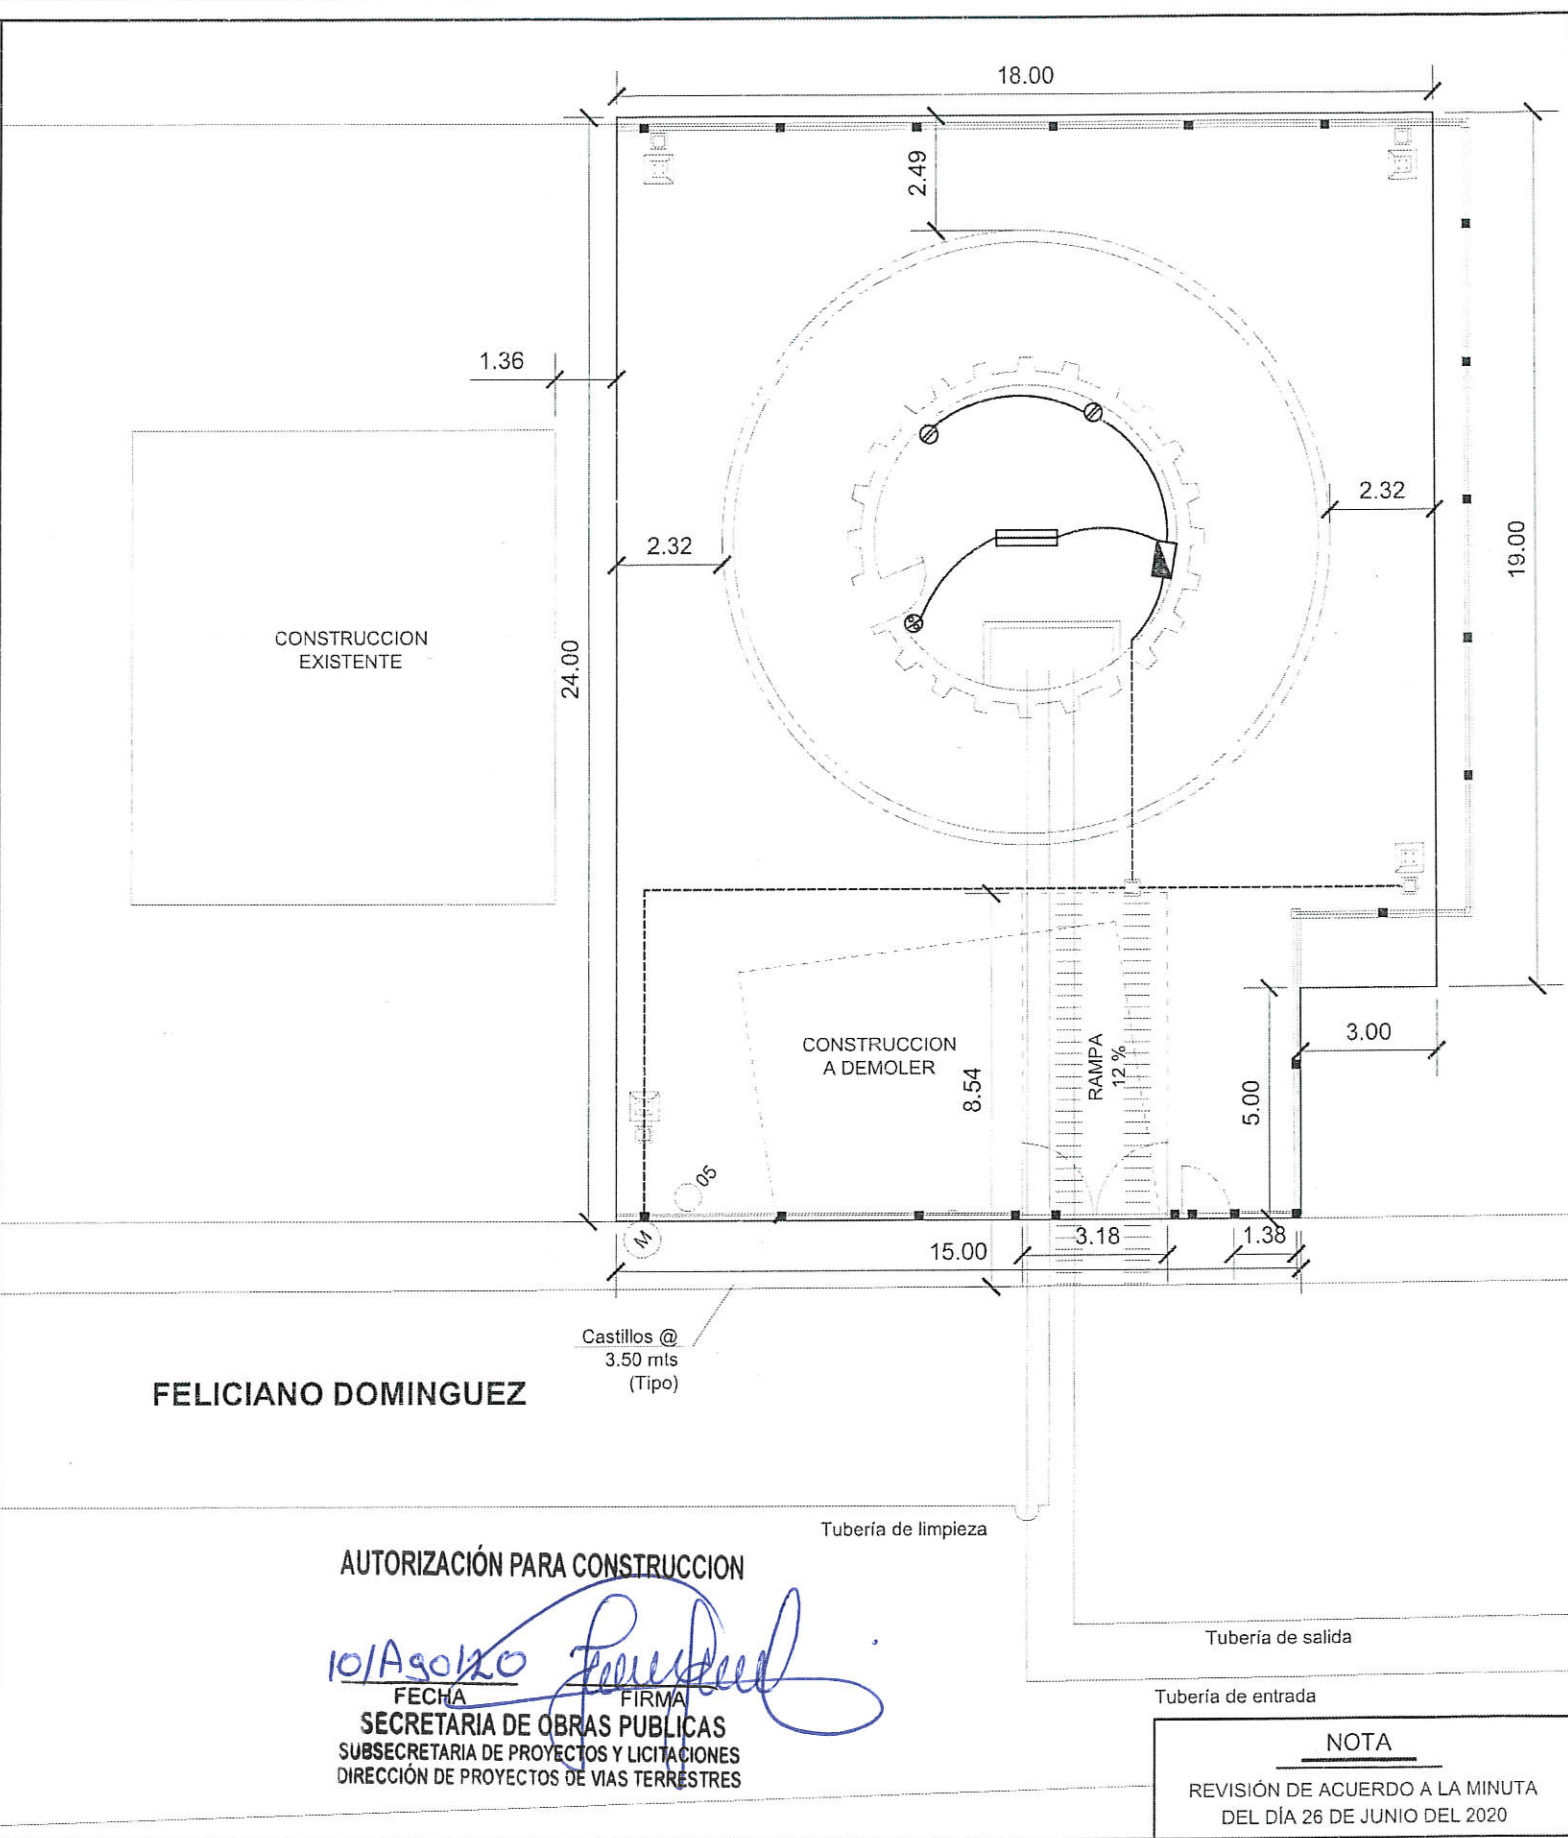 18.00
2.49
1.36
2.32
2.32
19.00
CONSTRUCCION
EXISTENTE
24.00
CONSTRUCCION
A DEMOLER
8.54
RAMPA
12 %
5.00
3.00
05
M
15.00
3.18
1.38
Castillos @
3.50 mts
(Tipo)
FELICIANO DOMINGUEZ
Tubería de limpieza
AUTORIZACIÓN PARA CONSTRUCCION
10/Ago/20
FECHA FIRMA
SECRETARIA DE OBRAS PUBLICAS
SUBSECRETARIA DE PROYECTOS Y LICITACIONES
DIRECCIÓN DE PROYECTOS DE VIAS TERRESTRES
Tubería de salida
Tubería de entrada
NOTA
REVISIÓN DE ACUERDO A LA MINUTA
DEL DÍA 26 DE JUNIO DEL 2020